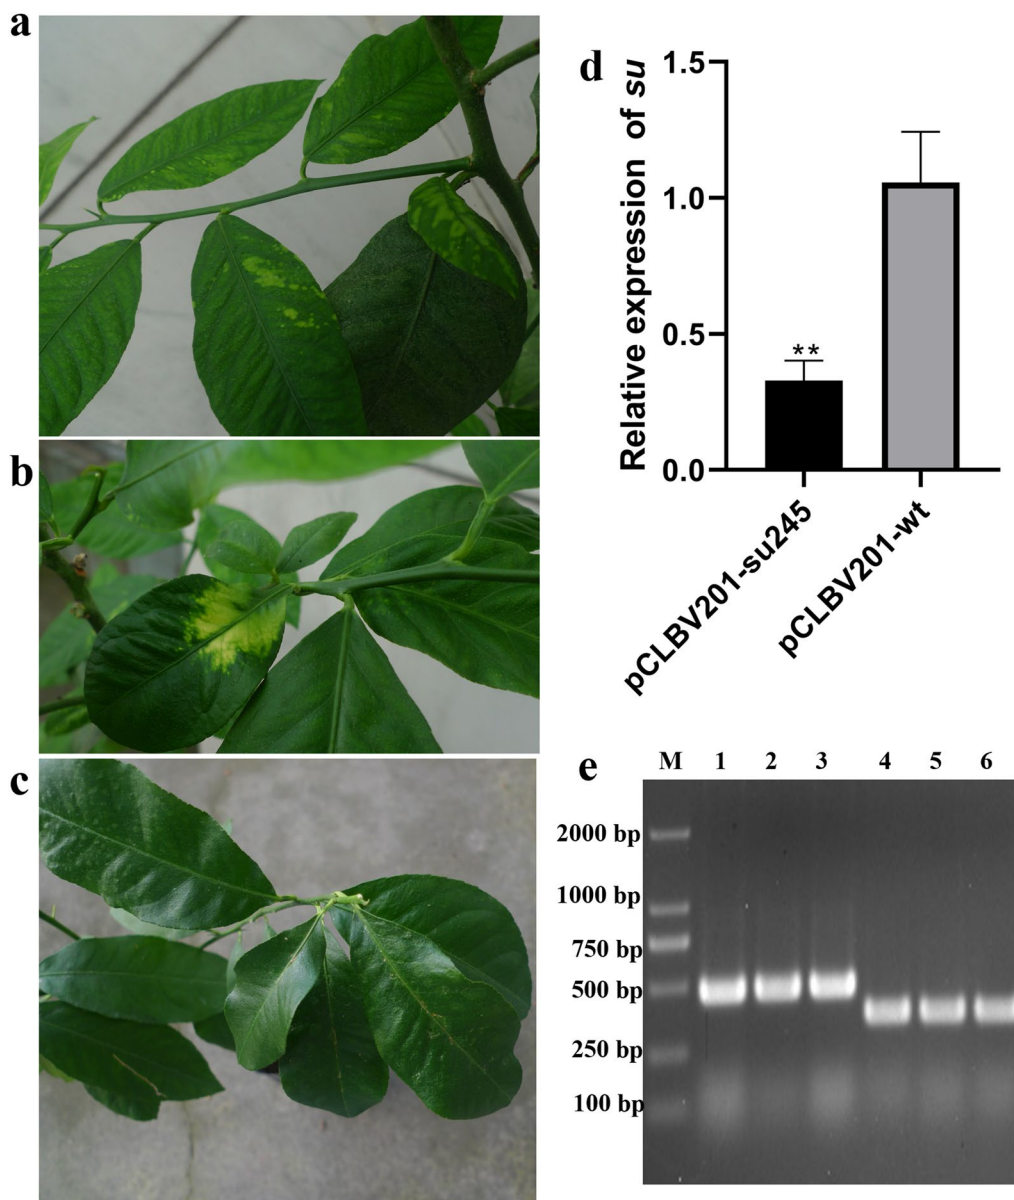 a
b
c
d
Relative expression of su
1.5
1.0
0.5
0.0
**
pCLBV201-su245
pCLBV201-wt
e
M 1 2 3 4 5 6
2000 bp
1000 bp
750 bp
500 bp
250 bp
100 bp